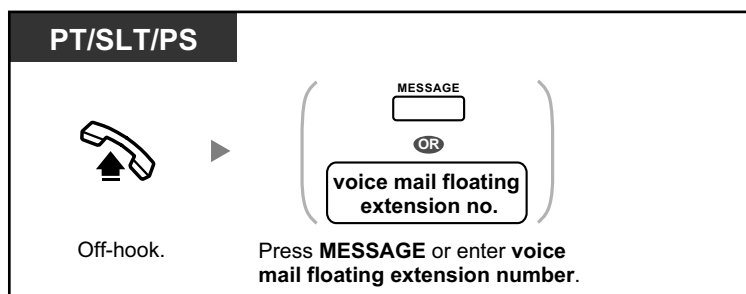 PT/SLT/PS
MESSAGE
OR
voice mail floating
extension no.
Off-hook.
Press MESSAGE or enter voice
mail floating extension number.